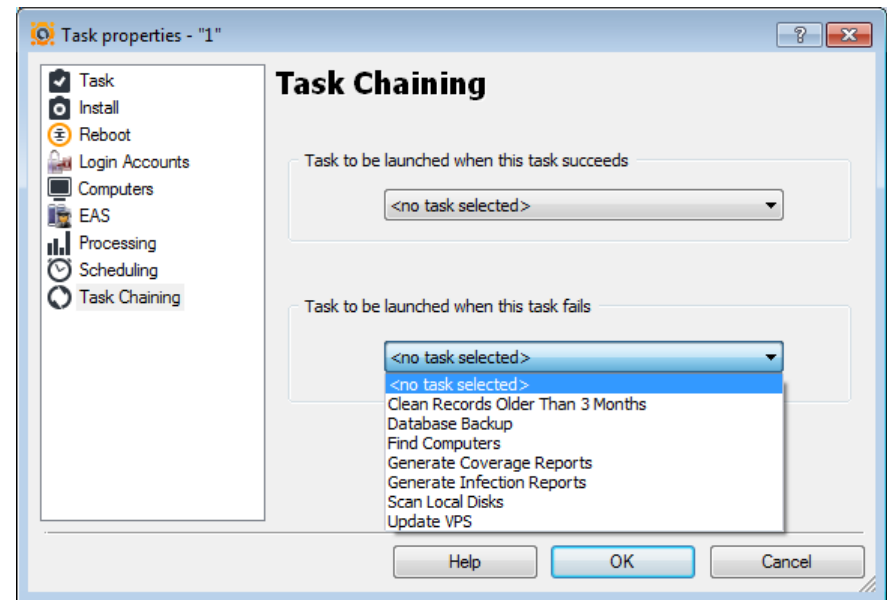 Task properties - "1"
Task
Install
Reboot
Login Accounts
Computers
EAS
Processing
Scheduling
Task Chaining
Task Chaining
Task to be launched when this task succeeds
<no task selected>
Task to be launched when this task fails
<no task selected>
<no task selected>
Clean Records Older Than 3 Months
Database Backup
Find Computers
Generate Coverage Reports
Generate Infection Reports
Scan Local Disks
Update VPS
Help OK Cancel